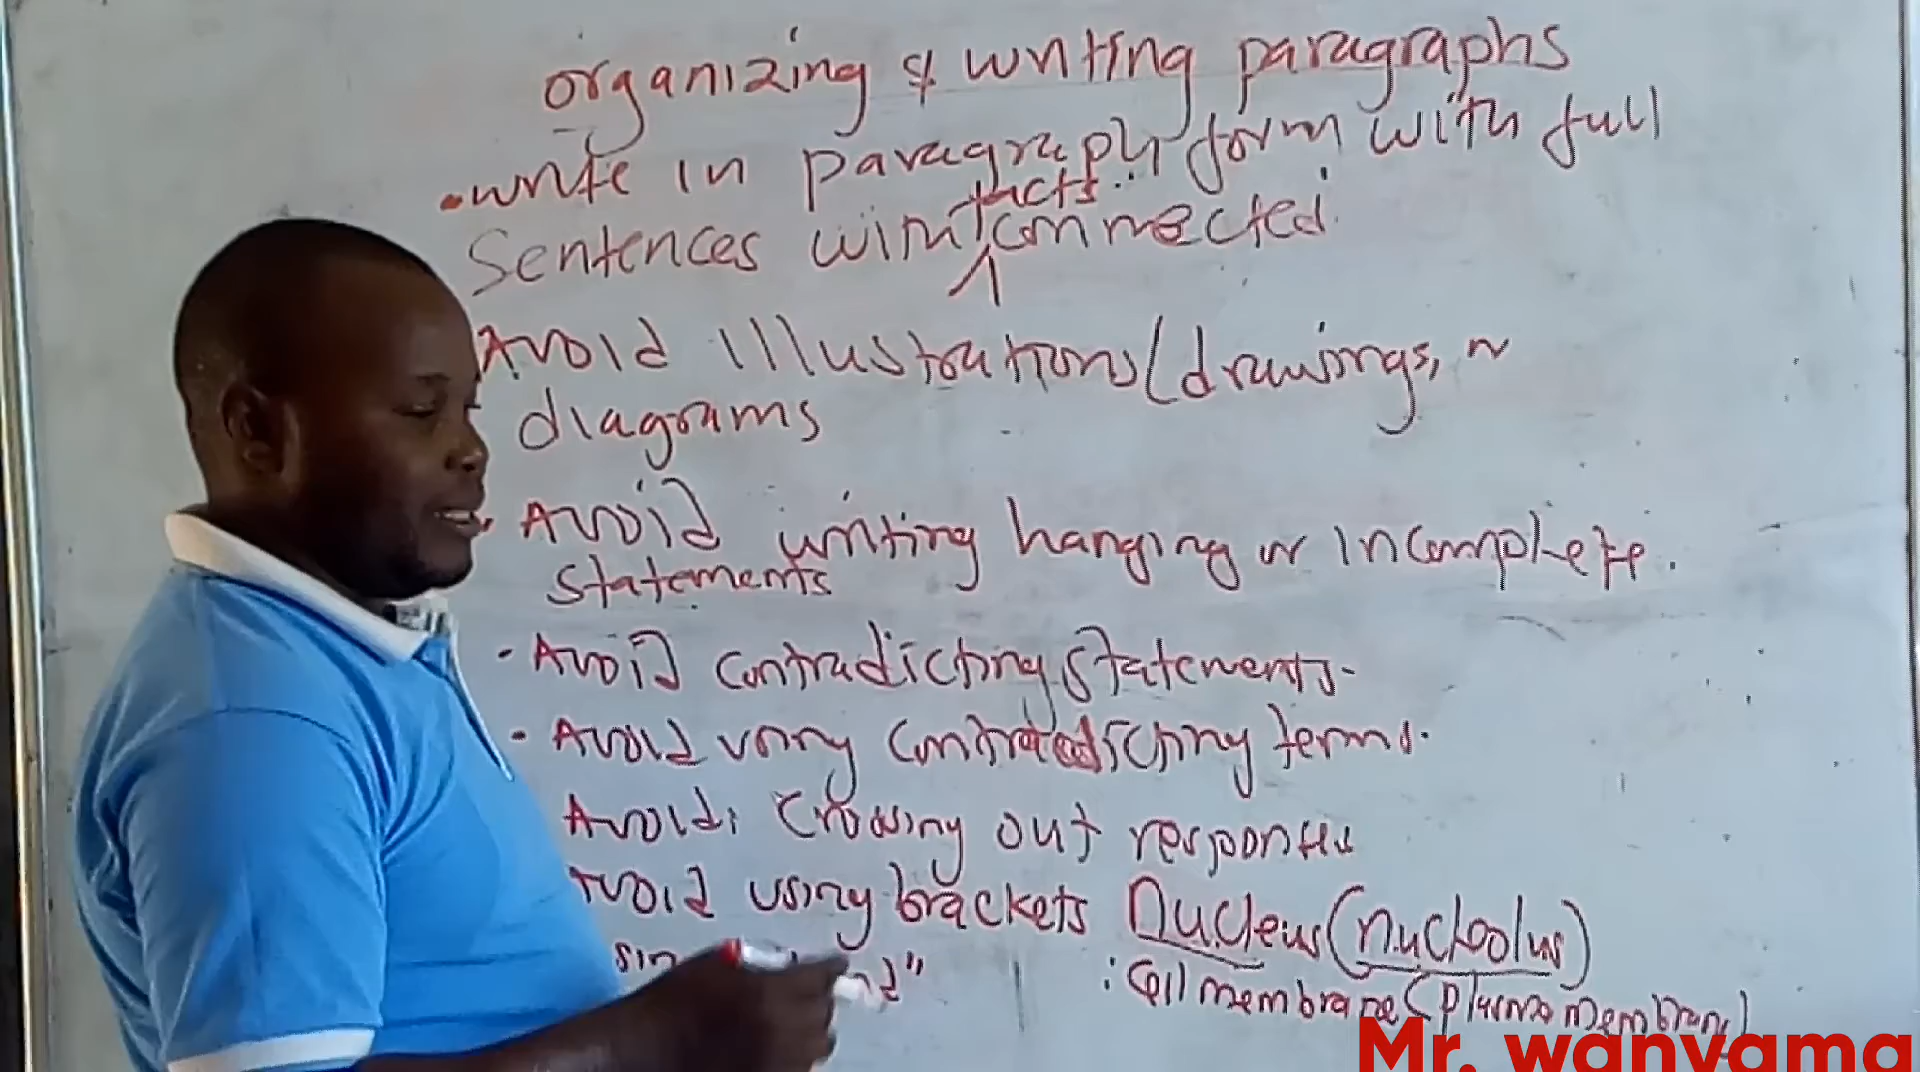 organizing & writing paragraphs
• write in paragraph form with full
facts
sentences with connected
Avoid illustrations (drawings, or
diagrams
• Avoid writing hanging or incomplete.
statements
• Avoid contradicting statements.
• Avoid using contradicting terms.
Avoid: crossing out responses
Avoid using brackets Nucleus (nucleolus)
: cell membrane (plasma membrane)
Mr. wanyama